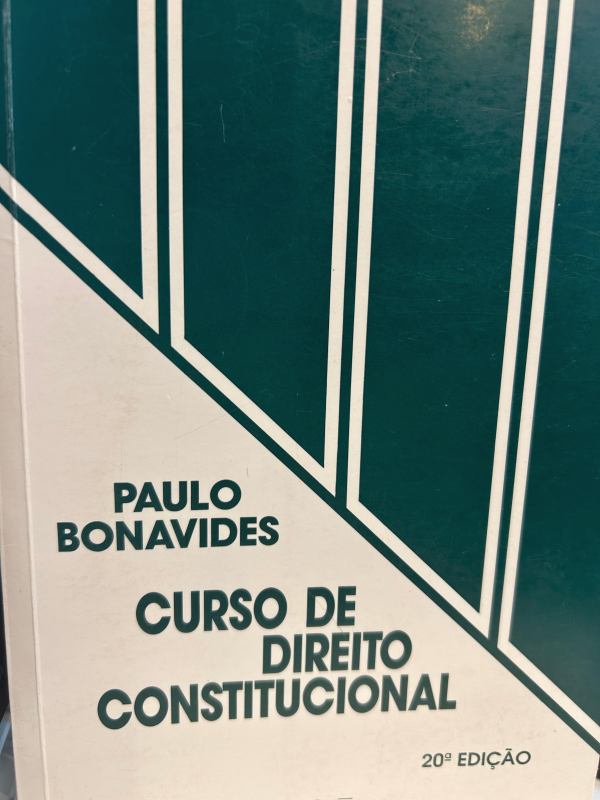 PAULO
BONAVIDES
CURSO DE
DIREITO
CONSTITUCIONAL
20ª EDIÇÃO